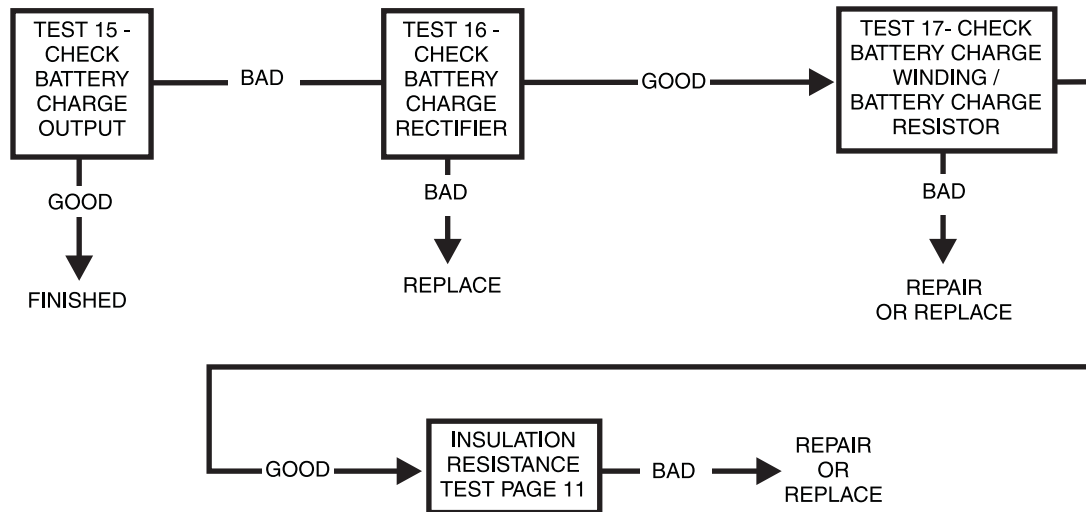 TEST 15 -
CHECK
BATTERY
CHARGE
OUTPUT
BAD
TEST 16 -
CHECK
BATTERY
CHARGE
RECTIFIER
GOOD
TEST 17- CHECK
BATTERY CHARGE
WINDING /
BATTERY CHARGE
RESISTOR
GOOD
FINISHED
BAD
REPLACE
BAD
REPAIR
OR REPLACE
GOOD
INSULATION
RESISTANCE
TEST PAGE 11
BAD
REPAIR
OR
REPLACE